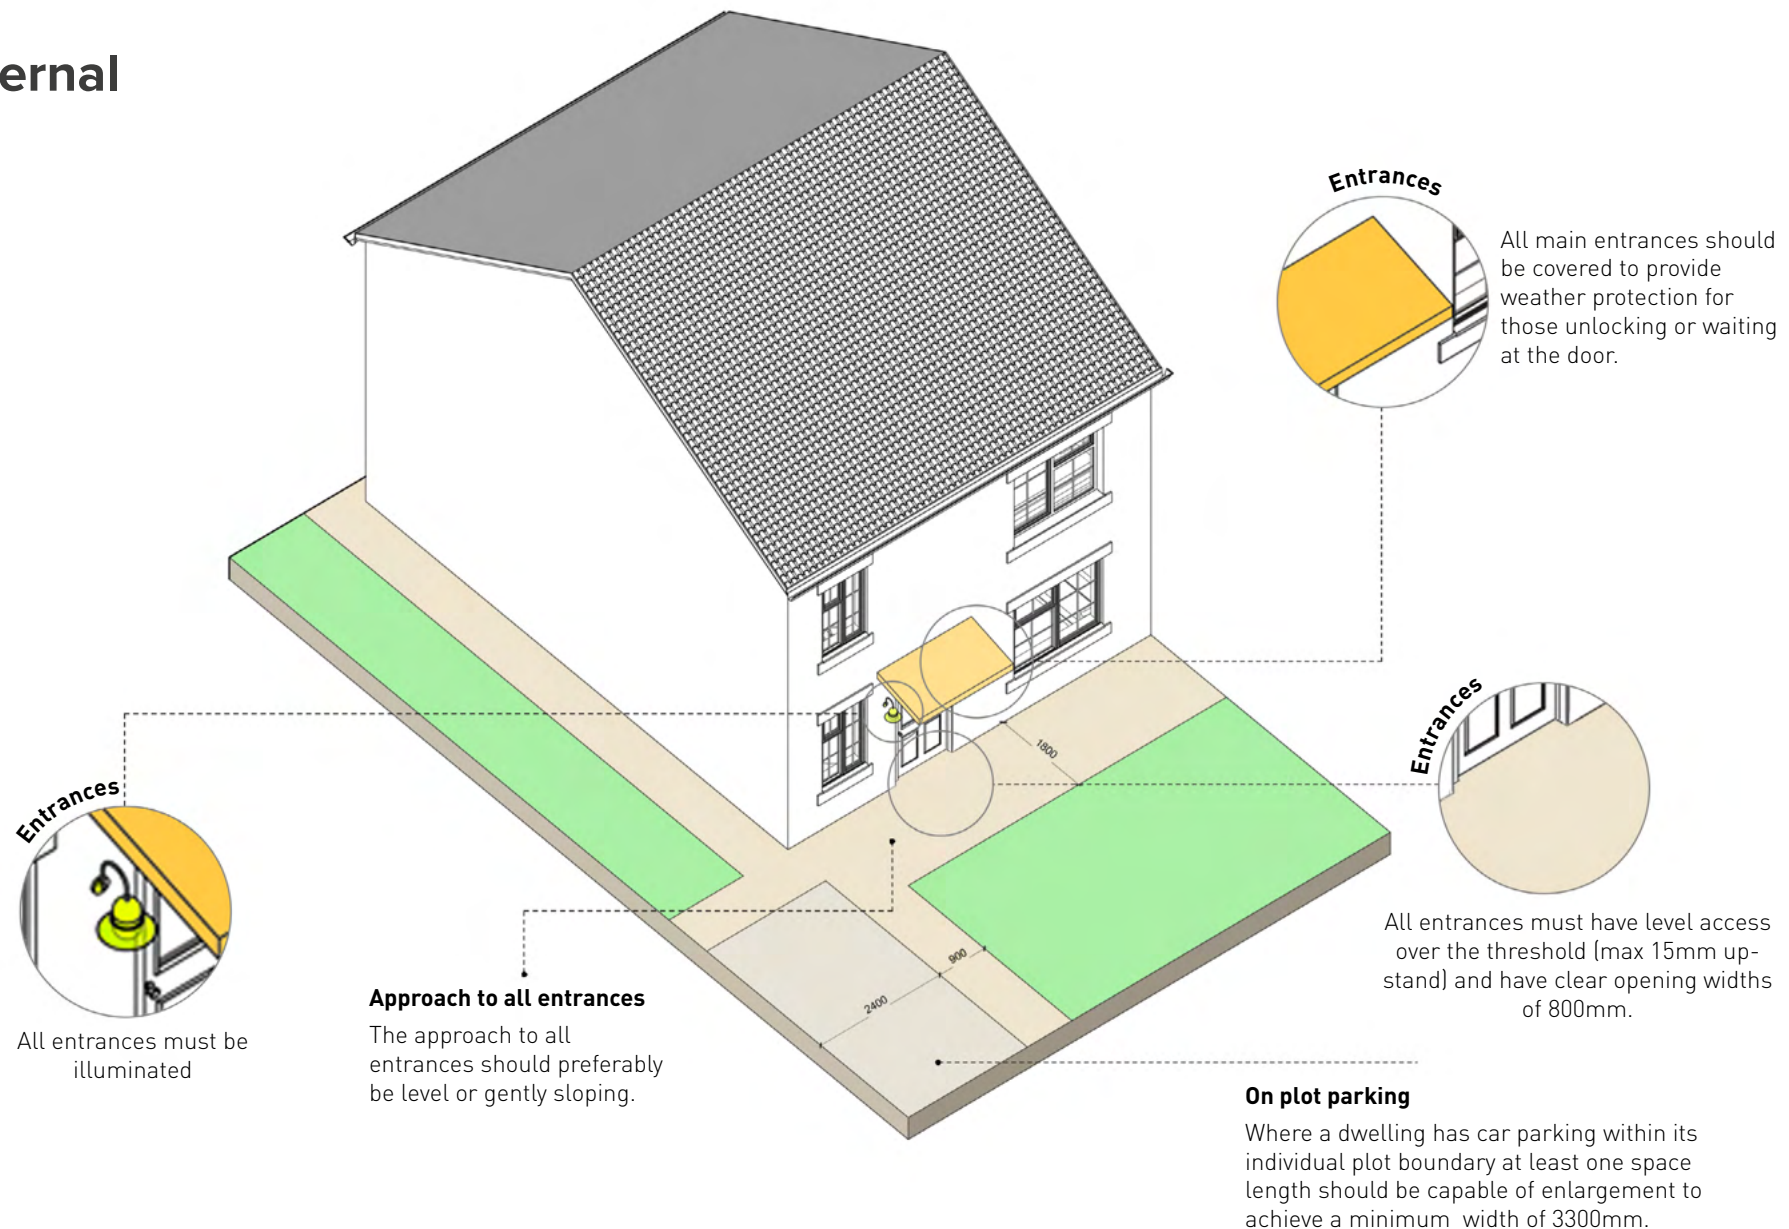 ernal
Entrances
All main entrances should
be covered to provide
weather protection for
those unlocking or waiting
at the door.
1800
Entrances
All entrances must have level access
over the threshold (max 15mm up-
stand) and have clear opening widths
of 800mm.
Entrances
All entrances must be
illuminated
900
2400
Approach to all entrances
The approach to all
entrances should preferably
be level or gently sloping.
On plot parking
Where a dwelling has car parking within its
individual plot boundary at least one space
length should be capable of enlargement to
achieve a minimum  width of 3300mm.